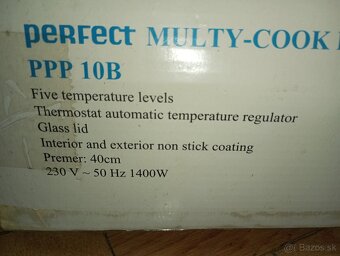 perfect MULTY-COOK
PPP 10B
Five temperature levels
Thermostat automatic temperature regulator
Glass lid
Interior and exterior non stick coating
Premer: 40cm
230 V ~ 50 Hz 1400W
Bazos.sk